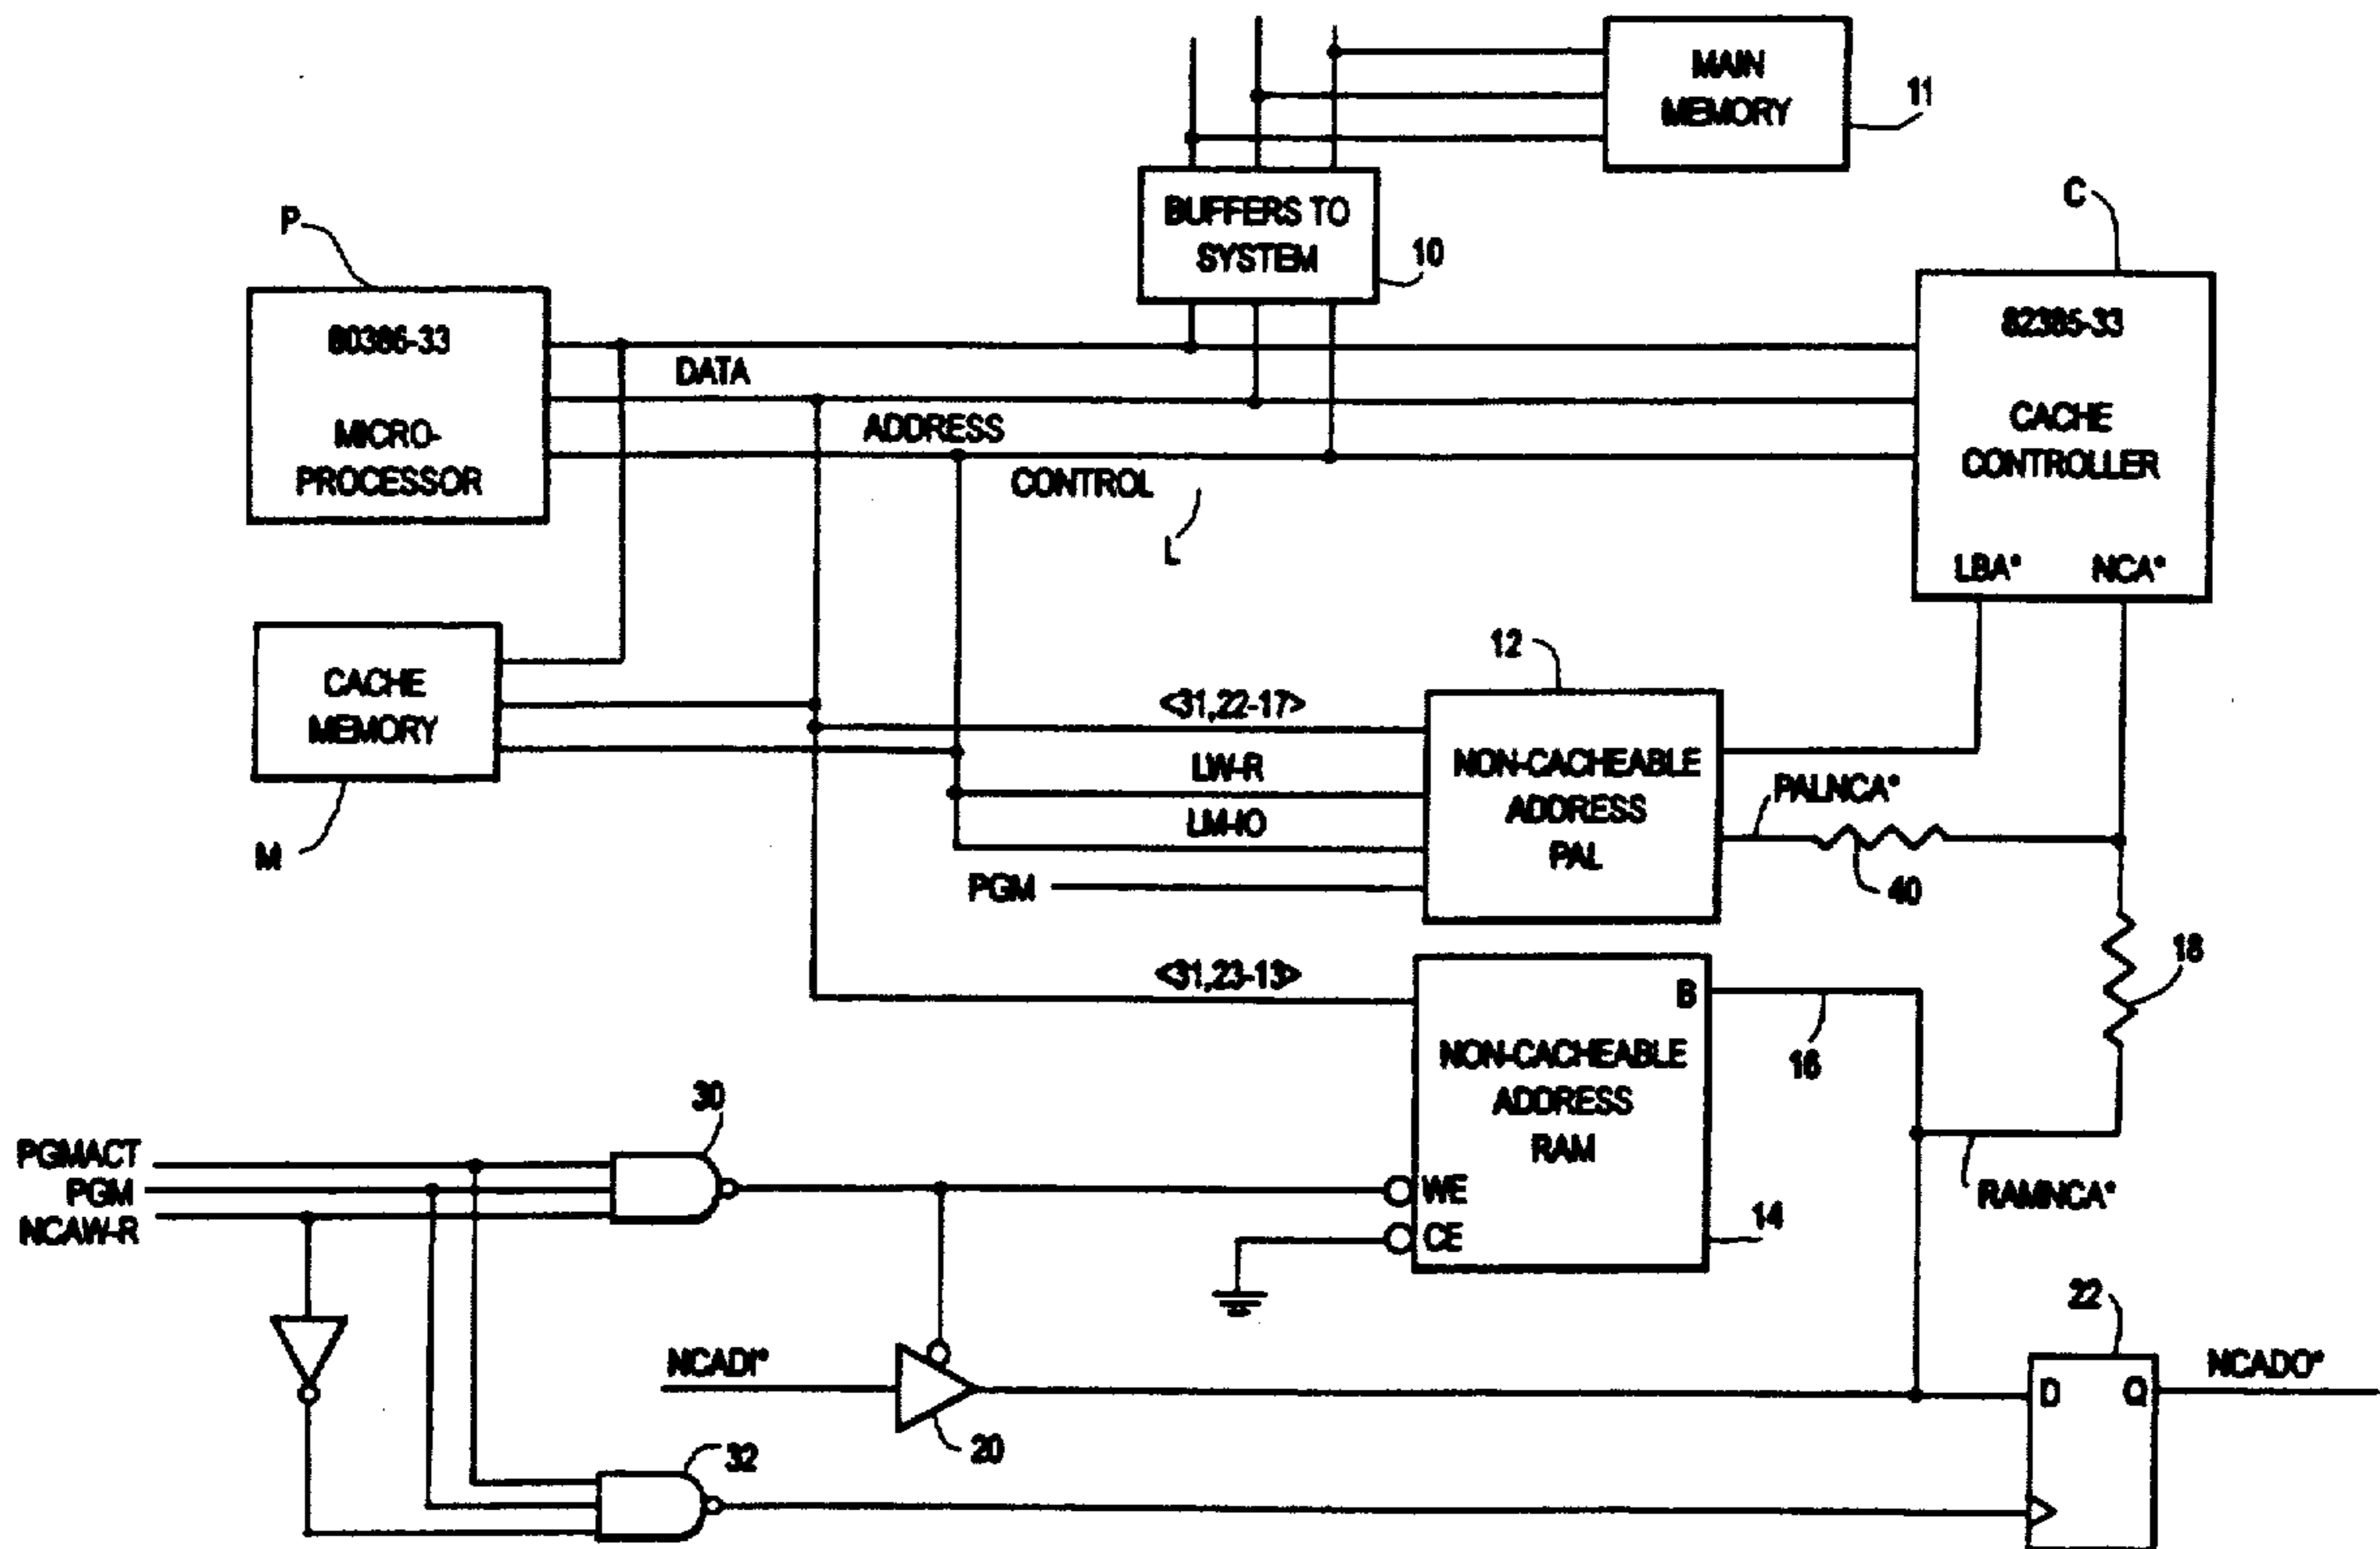 MAIN
MEMORY
11
BUFFERS TO
SYSTEM
10
C
P
80386-33
MICRO-
PROCESSOR
DATA
ADDRESS
CONTROL
L
82385-33
CACHE
CONTROLLER
LBA*
NCA*
CACHE
MEMORY
M
12
<31,22-17>
LW-R
LM-IO
PGM
NON-CACHEABLE
ADDRESS
PAL
PALNCA*
40
18
<31,23-13>
B
NON-CACHEABLE
ADDRESS
RAM
16
RAMNCA*
WE
CE
14
30
PGMACT
PGM
NCAW-R
NCADI*
20
32
22
D
Q
NCADO*